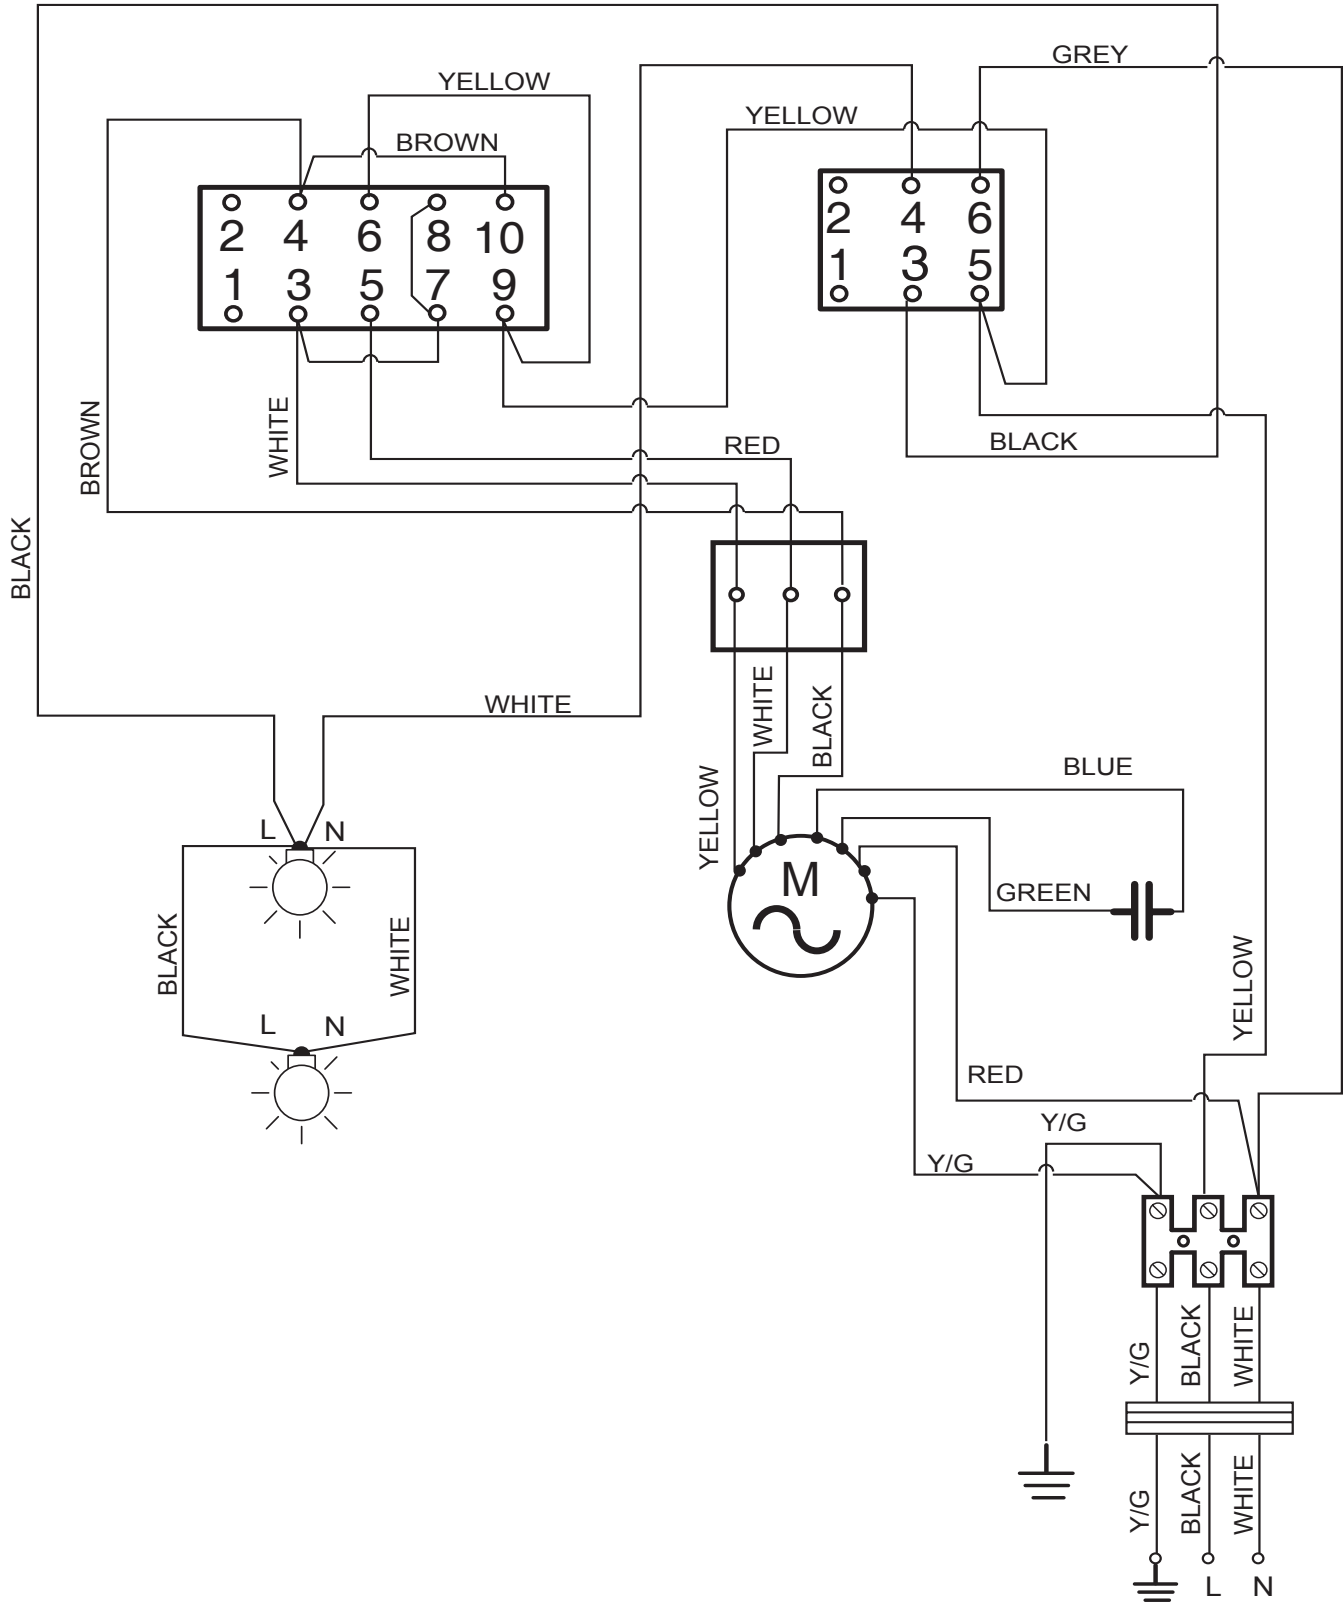 GREY
YELLOW
YELLOW
BROWN
2 4 6 8 10
1 3 5 7 9
2 4 6
1 3 5
BROWN
WHITE
RED
BLACK
BLACK
WHITE
WHITE
BLACK
YELLOW
BLUE
L N
M
GREEN
BLACK
WHITE
YELLOW
L N
RED
Y/G
Y/G
Y/G
BLACK
WHITE
Y/G
BLACK
WHITE
L N